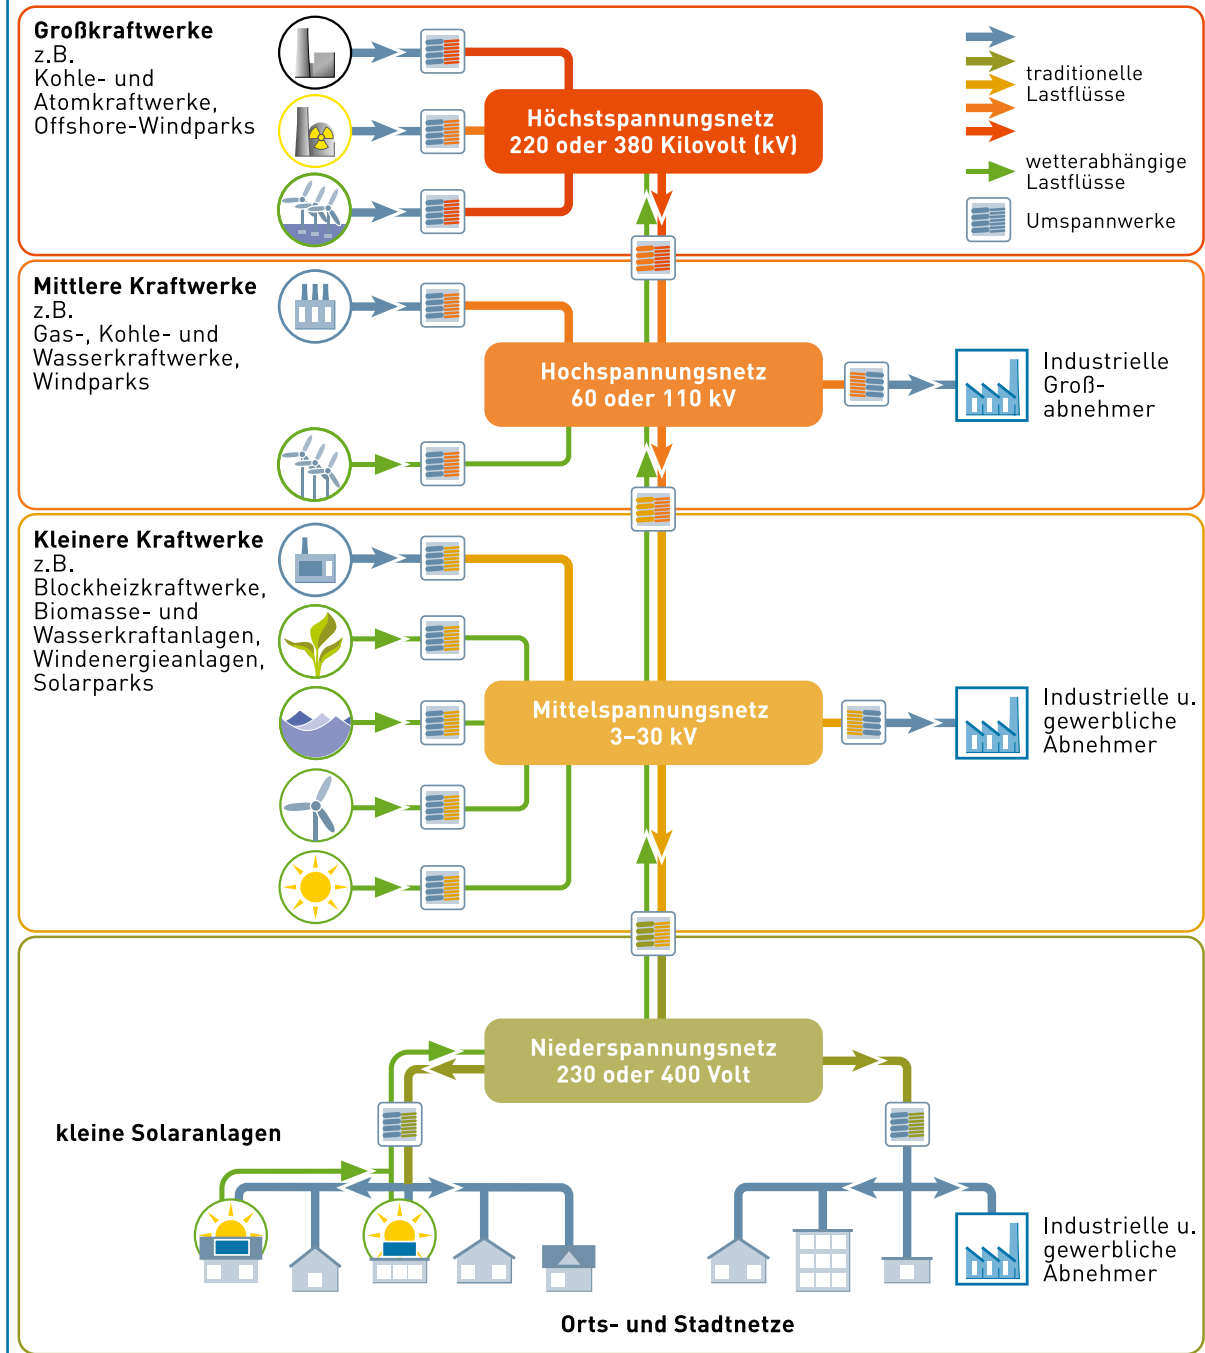 Großkraftwerke
z.B.
Kohle- und
Atomkraftwerke,
Offshore-Windparks
Höchstspannungsnetz
220 oder 380 Kilovolt (kV)
traditionelle
Lastflüsse
wetterabhängige
Lastflüsse
Umspannwerke
Mittlere Kraftwerke
z.B.
Gas-, Kohle- und
Wasserkraftwerke,
Windparks
Hochspannungsnetz
60 oder 110 kV
Industrielle
Groß-
abnehmer
Kleinere Kraftwerke
z.B.
Blockheizkraftwerke,
Biomasse- und
Wasserkraftanlagen,
Windenergieanlagen,
Solarparks
Mittelspannungsnetz
3–30 kV
Industrielle u.
gewerbliche
Abnehmer
Niederspannungsnetz
230 oder 400 Volt
kleine Solaranlagen
Industrielle u.
gewerbliche
Abnehmer
Orts- und Stadtnetze